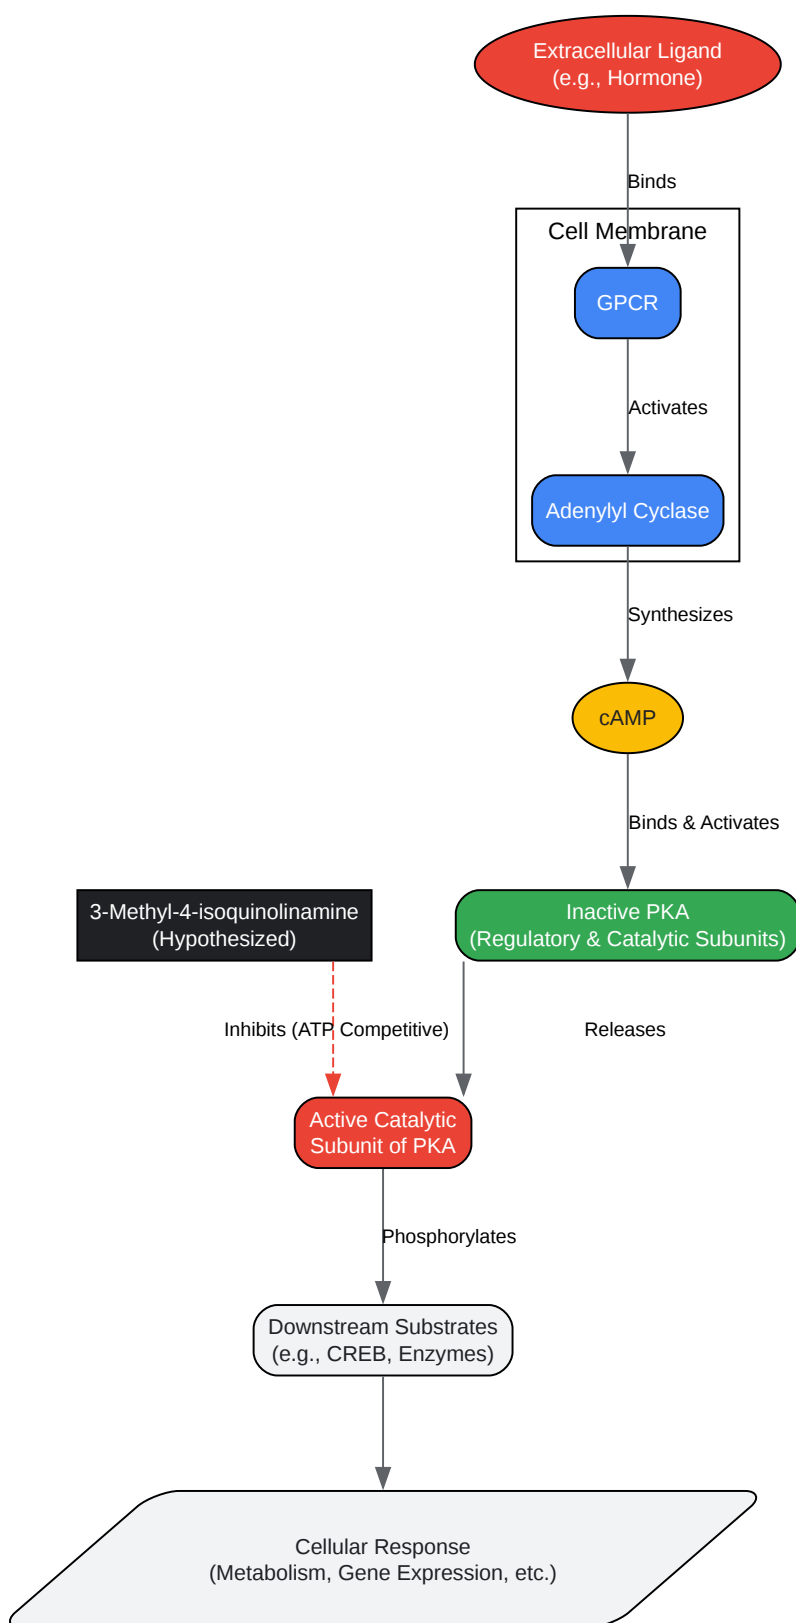 Extracellular Ligand
(e.g., Hormone)
Binds
Cell Membrane
GPCR
Activates
Adenylyl Cyclase
Synthesizes
cAMP
Binds & Activates
3-Methyl-4-isoquinolinamine
(Hypothesized)
Inactive PKA
(Regulatory & Catalytic Subunits)
Inhibits (ATP Competitive)
Releases
Active Catalytic
Subunit of PKA
Phosphorylates
Downstream Substrates
(e.g., CREB, Enzymes)
Cellular Response
(Metabolism, Gene Expression, etc.)